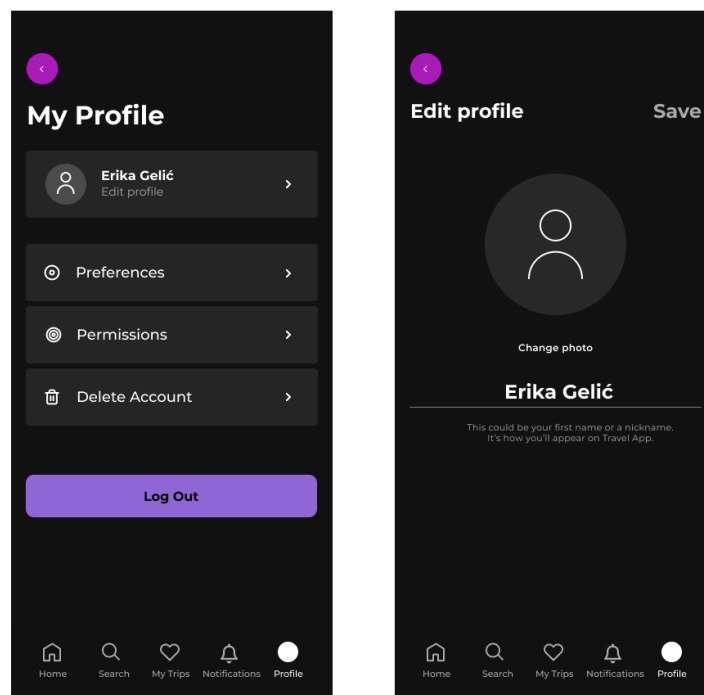 My Profile
Erika Gelić
Edit profile
Preferences
Permissions
Delete Account
Log Out
Home Search My Trips Notifications Profile
Edit profile Save
Change photo
Erika Gelić
This could be your first name or a nickname.
It's how you'll appear on Travel App.
Home Search My Trips Notifications Profile